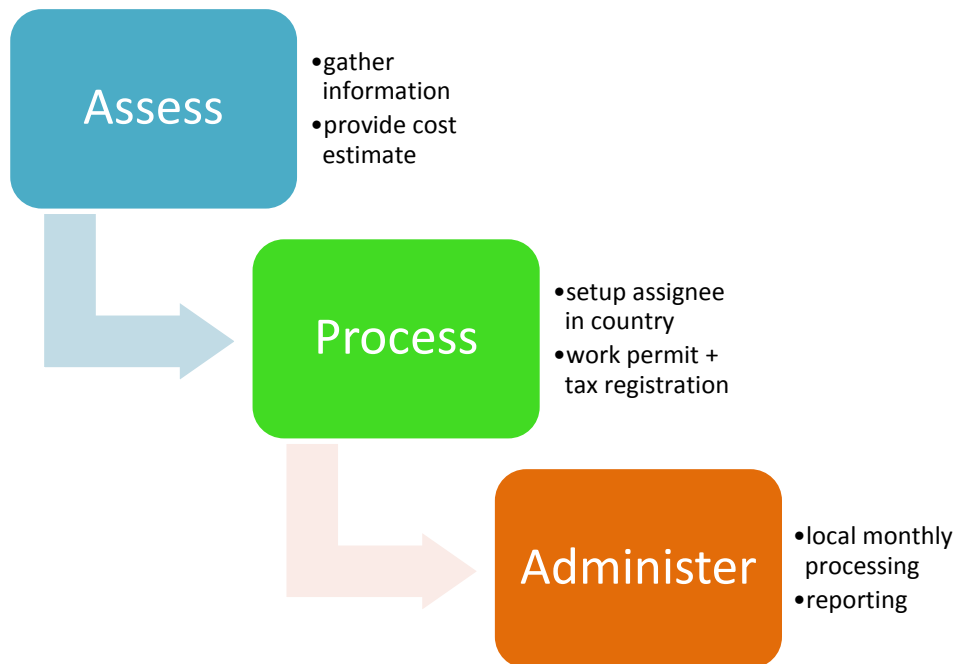 Assess
•gather
information
•provide cost
estimate
Process
•setup assignee
in country
•work permit +
tax registration
Administer
•local monthly
processing
•reporting